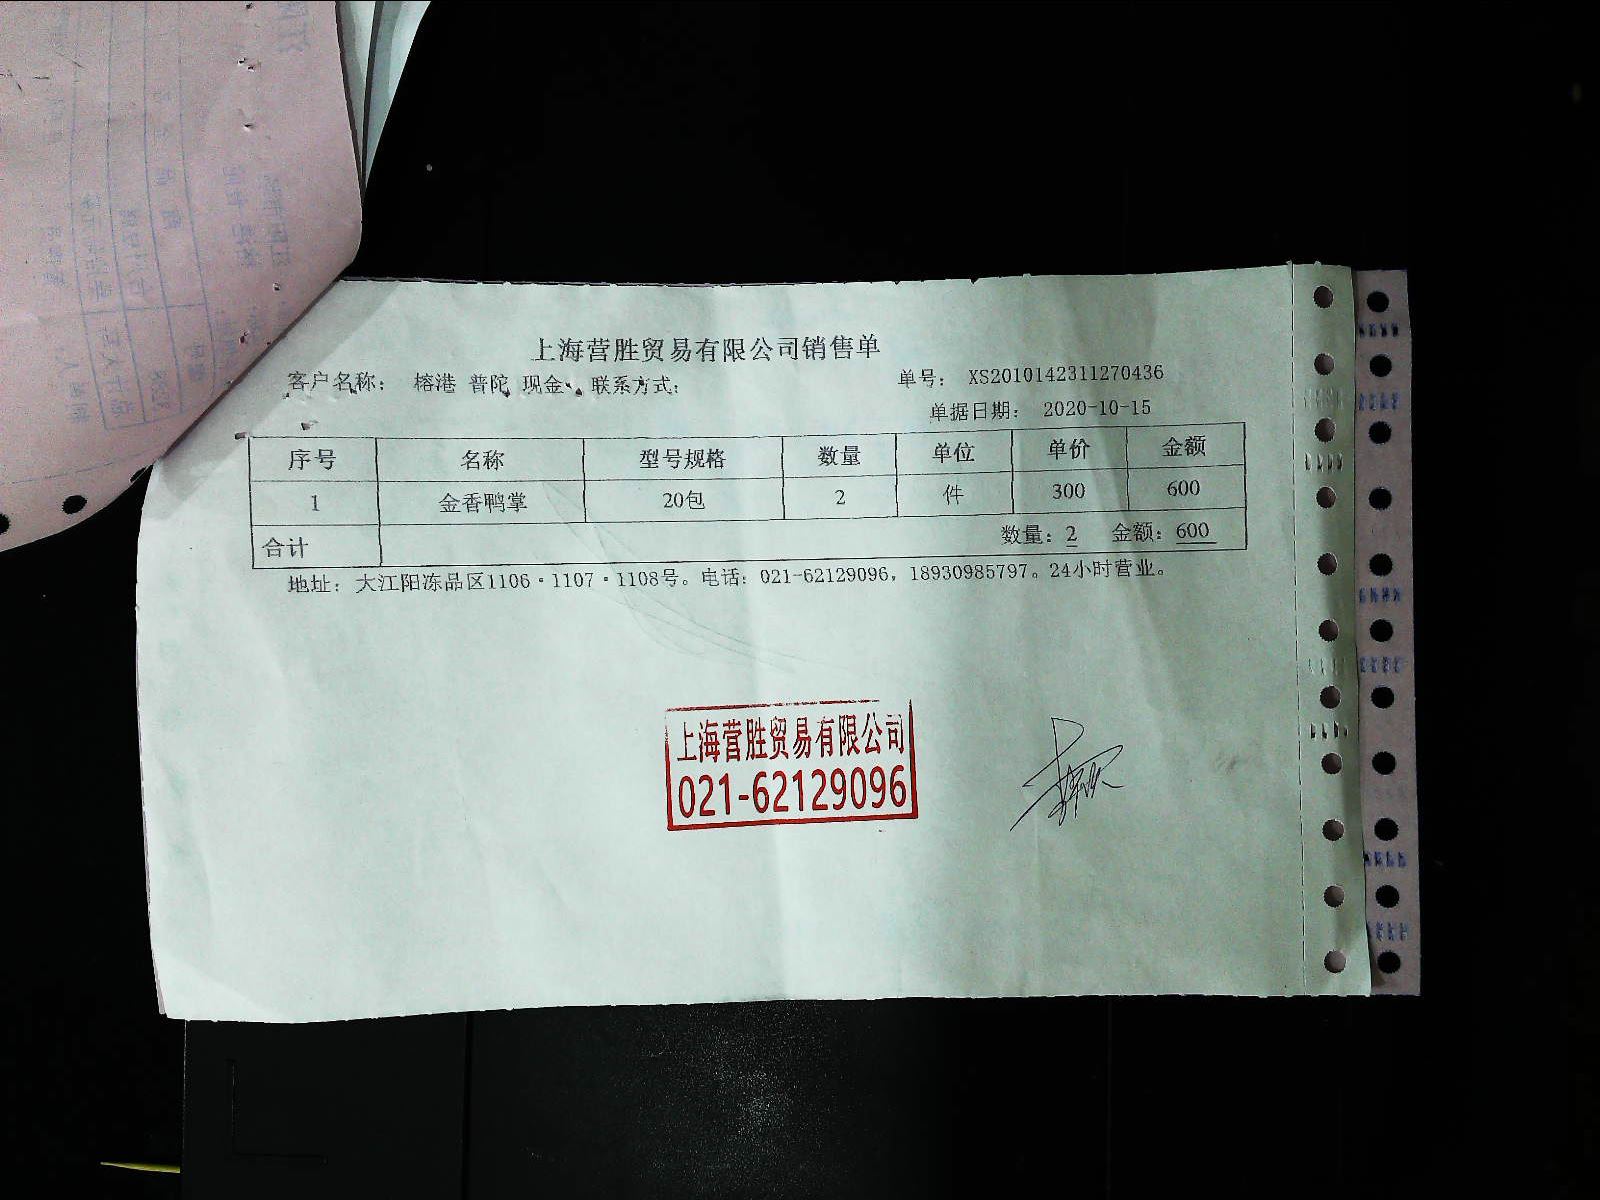 上海营胜贸易有限公司销售单
客户名称： 榕港 普陀 现金 联系方式： 单号： XS2010142311270436
单据日期： 2020-10-15
序号 名称 型号规格 数量 单位 单价 金额
1 金香鸭掌 20包 2 件 300 600
合计 数量：2 金额：600
地址：大江阳冻品区1106·1107·1108号。电话：021-62129096，18930985797。24小时营业。
上海营胜贸易有限公司
021-62129096